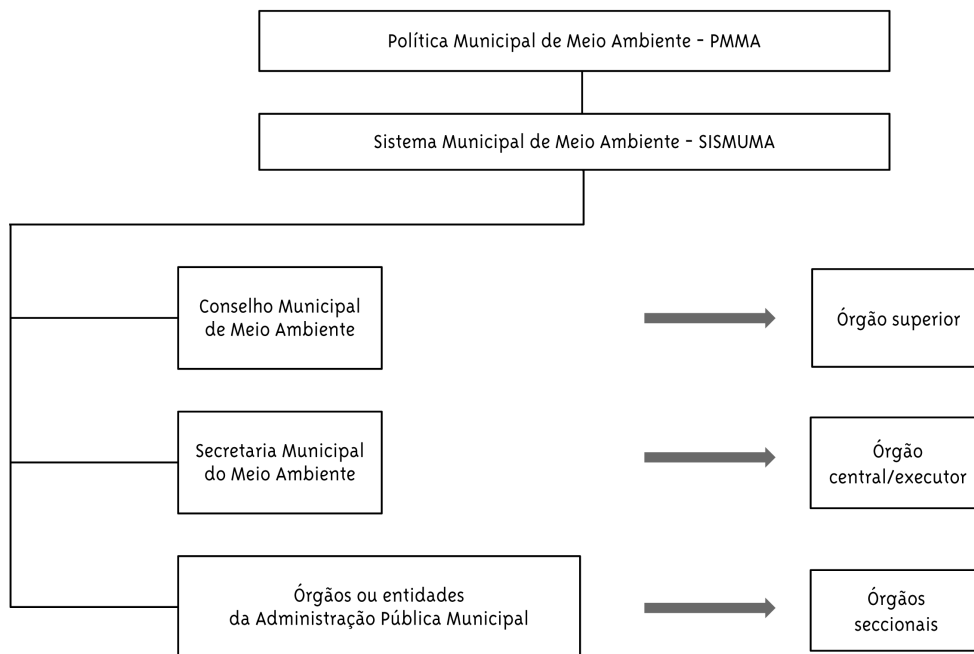 Política Municipal de Meio Ambiente - PMMA
Sistema Municipal de Meio Ambiente - SISMUMA
Conselho Municipal
de Meio Ambiente
Órgão superior
Secretaria Municipal
do Meio Ambiente
Órgão
central/executor
Órgãos ou entidades
da Administração Pública Municipal
Órgãos
seccionais